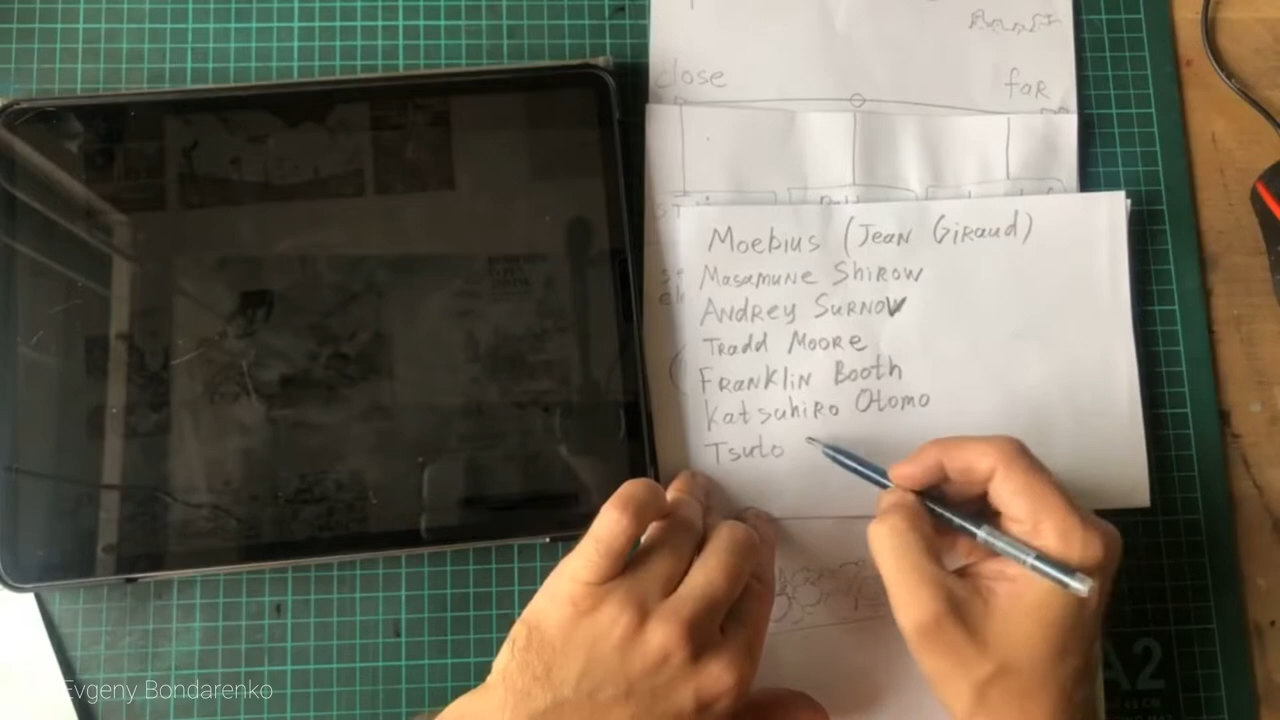 close
far
Moebius (Jean Giraud)
Masamune Shirow
Andrey Surnov
Tradd Moore
Franklin Booth
Katsuhiro Otomo
Tsuto
A2
Evgeny Bondarenko